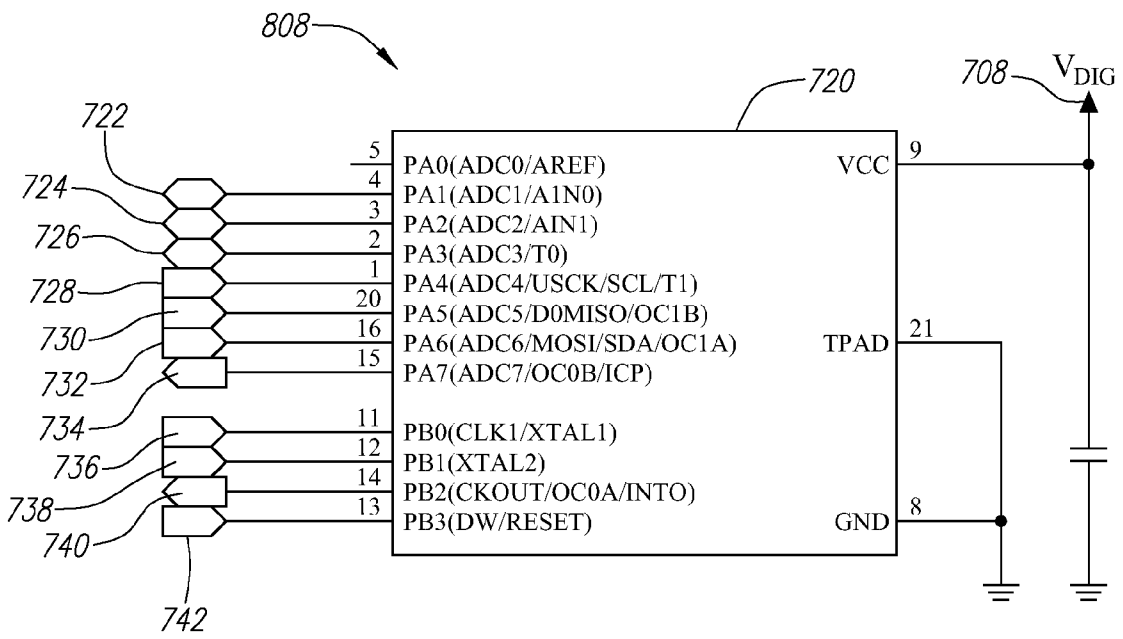 808
720
708
V DIG
722
724
726
728
730
732
734
736
738
740
742
5 PA0(ADC0/AREF)
4 PA1(ADC1/A1N0)
3 PA2(ADC2/AIN1)
2 PA3(ADC3/T0)
1 PA4(ADC4/USCK/SCL/T1)
20 PA5(ADC5/D0MISO/OC1B)
16 PA6(ADC6/MOSI/SDA/OC1A)
15 PA7(ADC7/OC0B/ICP)
11 PB0(CLK1/XTAL1)
12 PB1(XTAL2)
14 PB2(CKOUT/OC0A/INTO)
13 PB3(DW/RESET)
VCC 9
TPAD 21
GND 8